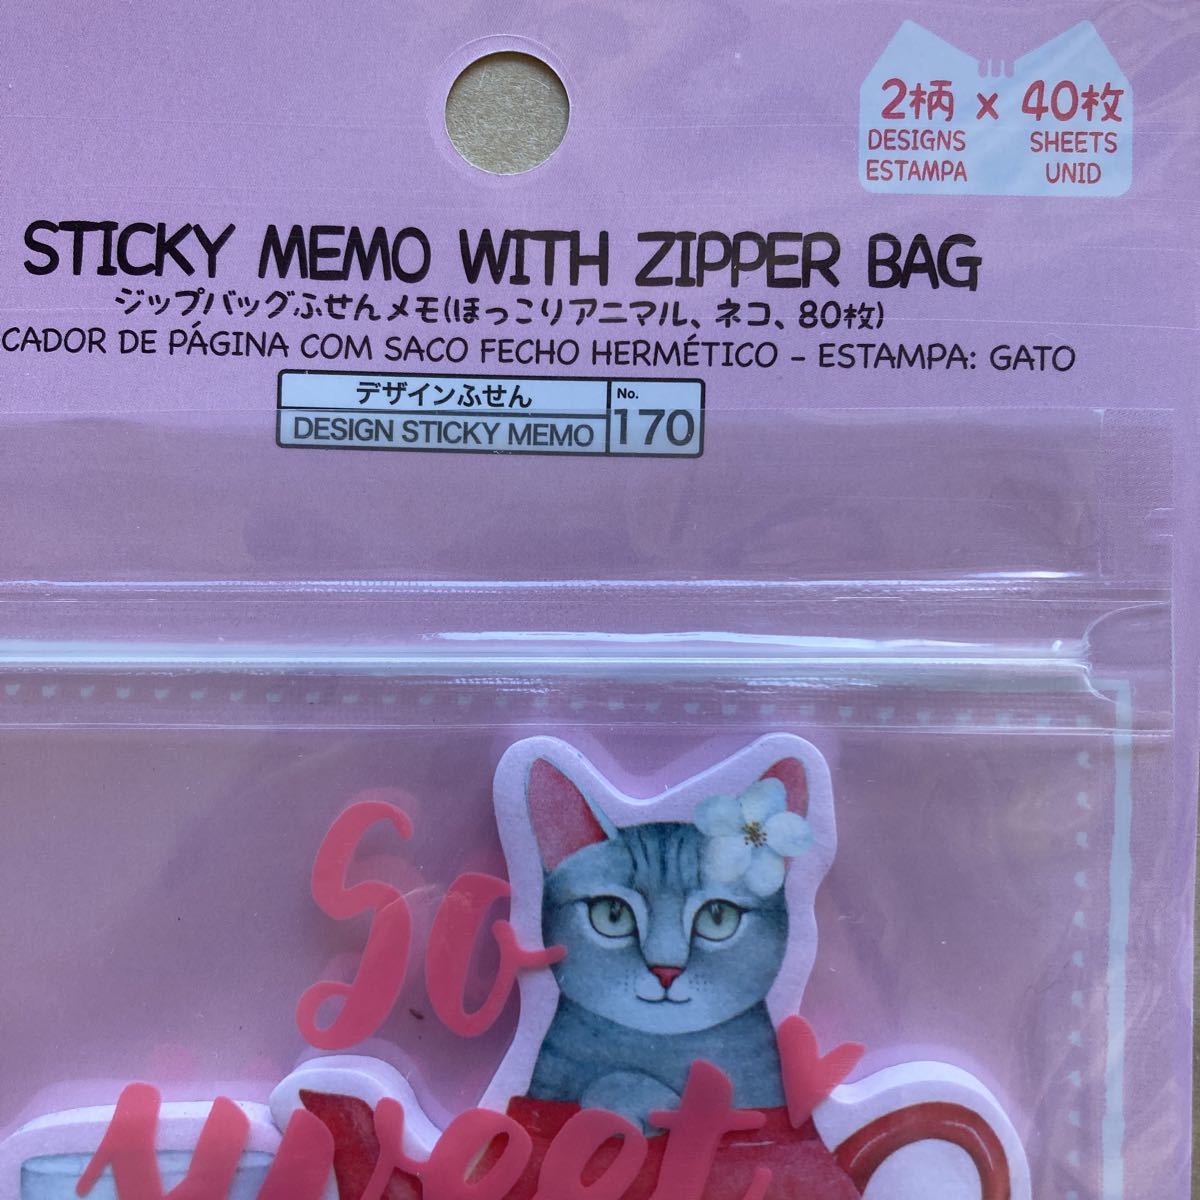 2柄 × 40枚
DESIGNS SHEETS
ESTAMPA UNID
STICKY MEMO WITH ZIPPER BAG
ジップバッグふせんメモ(ほっこりアニマル、ネコ、80枚)
CADOR DE PÁGINA COM SACO FECHO HERMÉTICO - ESTAMPA: GATO
デザインふせん No.
DESIGN STICKY MEMO 170
So
sweet